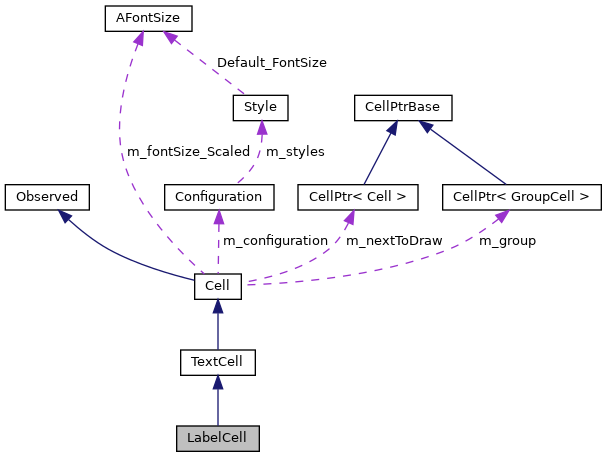 AFontSize
Default_FontSize
Style
CellPtrBase
m_fontSize_Scaled
m_styles
Observed
Configuration
CellPtr< Cell >
CellPtr< GroupCell >
m_configuration
m_nextToDraw
m_group
Cell
TextCell
LabelCell